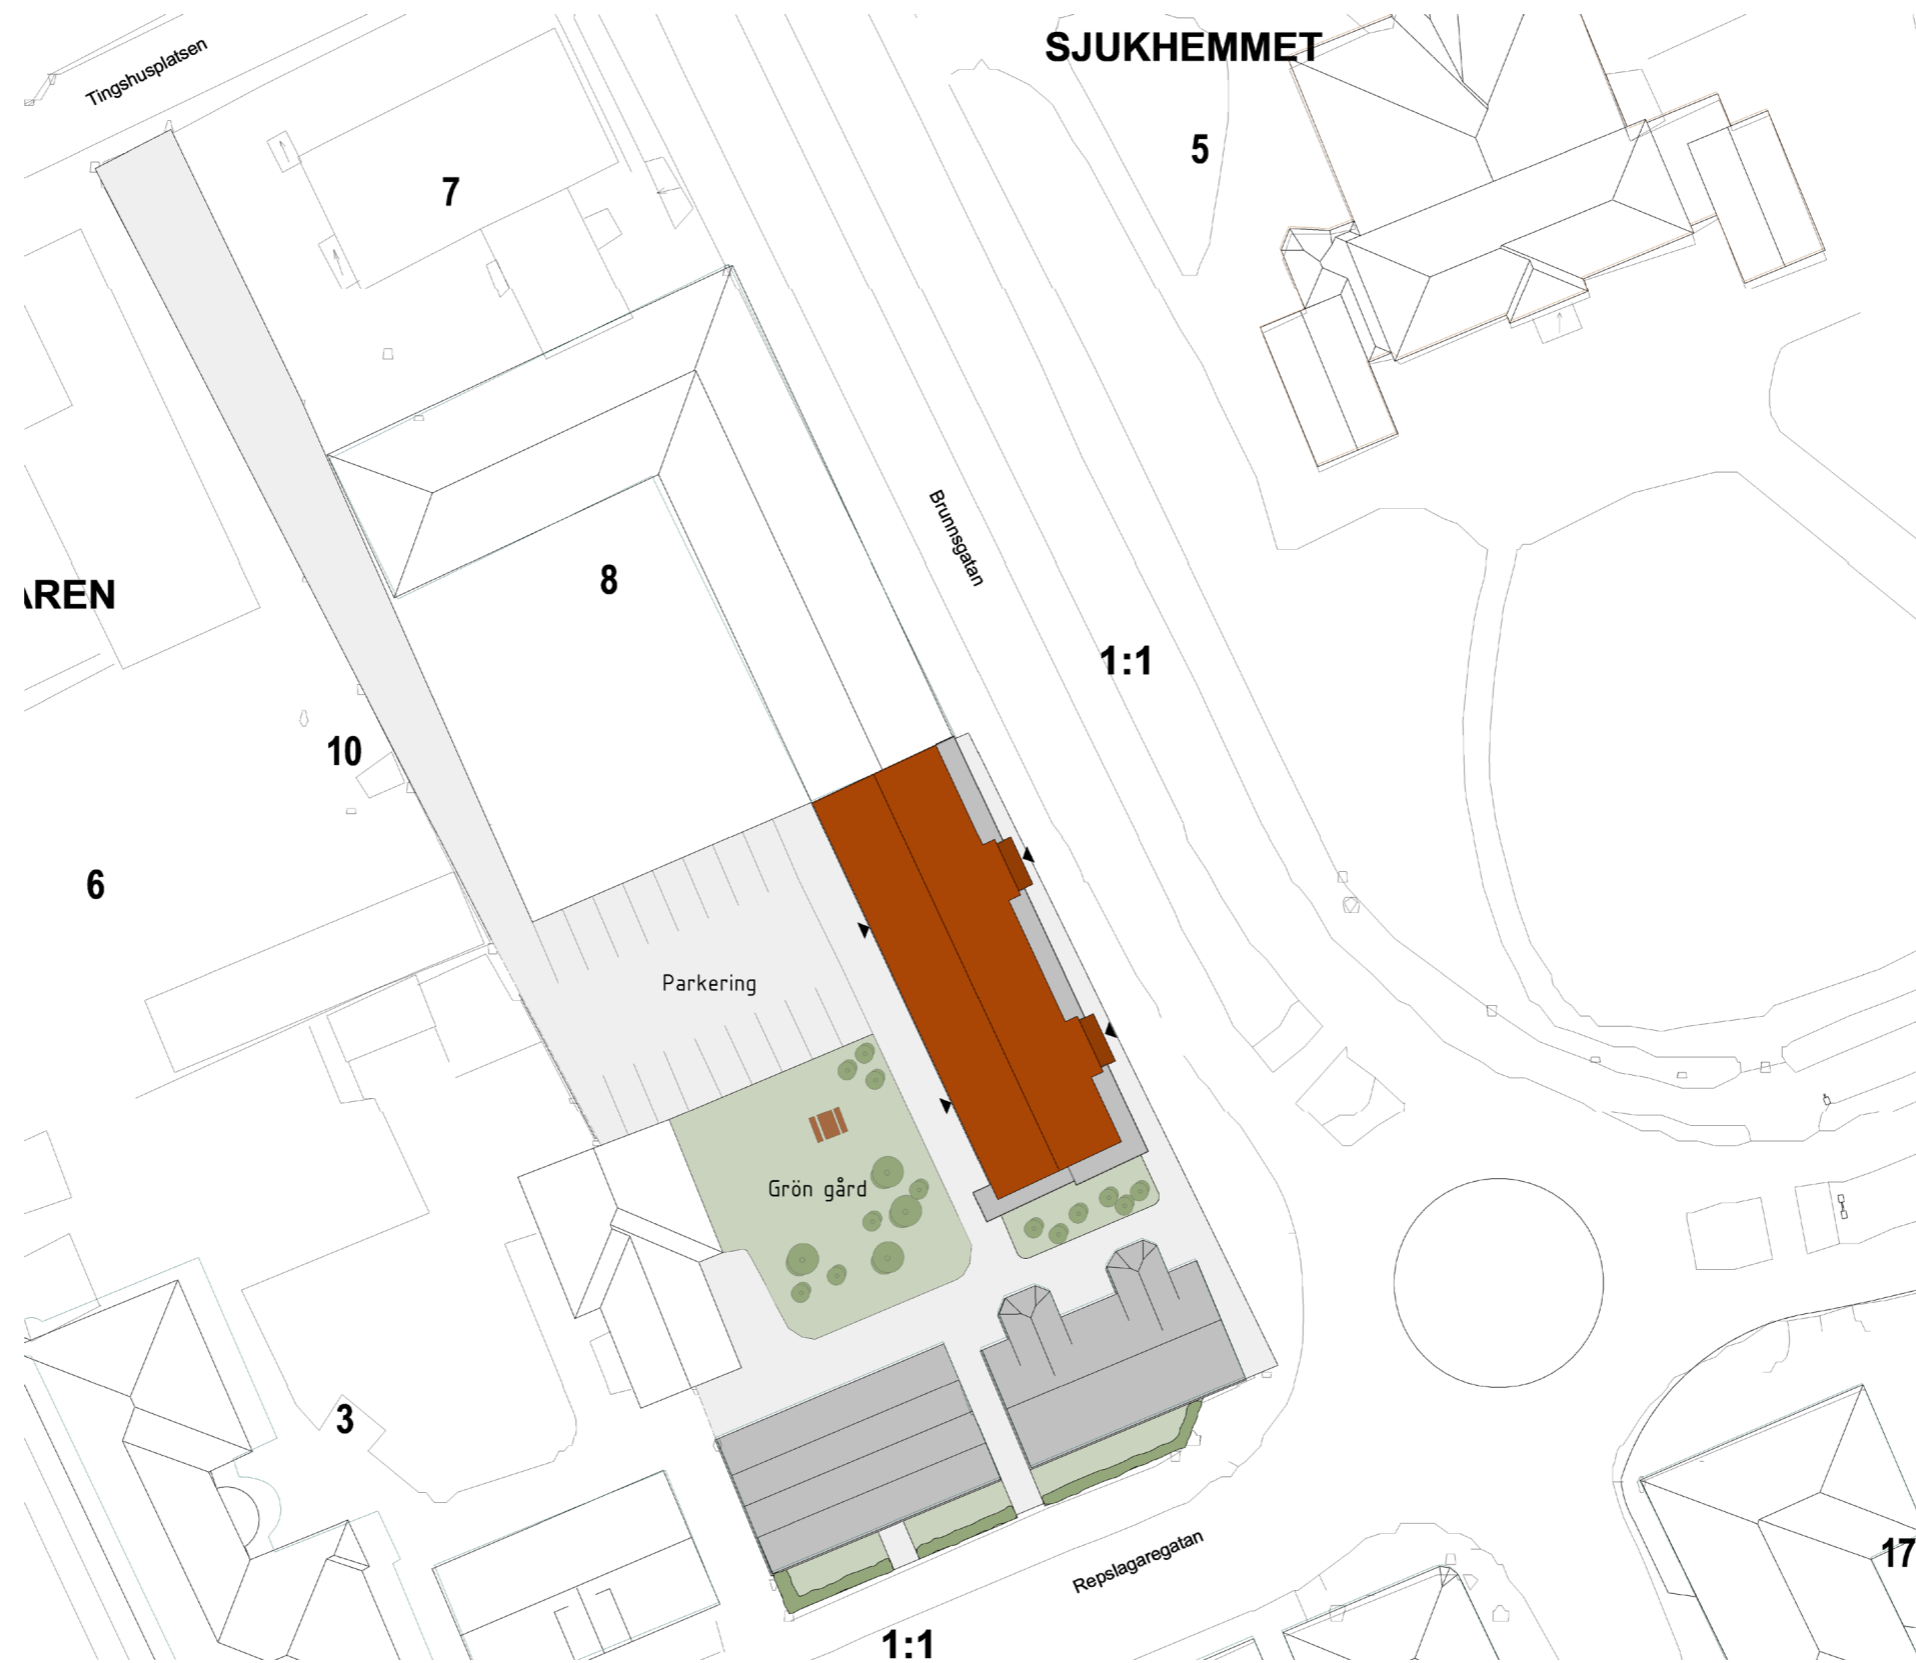 SJUKHEMMET
Tingshusplatsen
5
7
Brunnsgatan
8
AREN
1:1
10
6
Parkering
Grön gård
3
Repslagaregatan
17
1:1